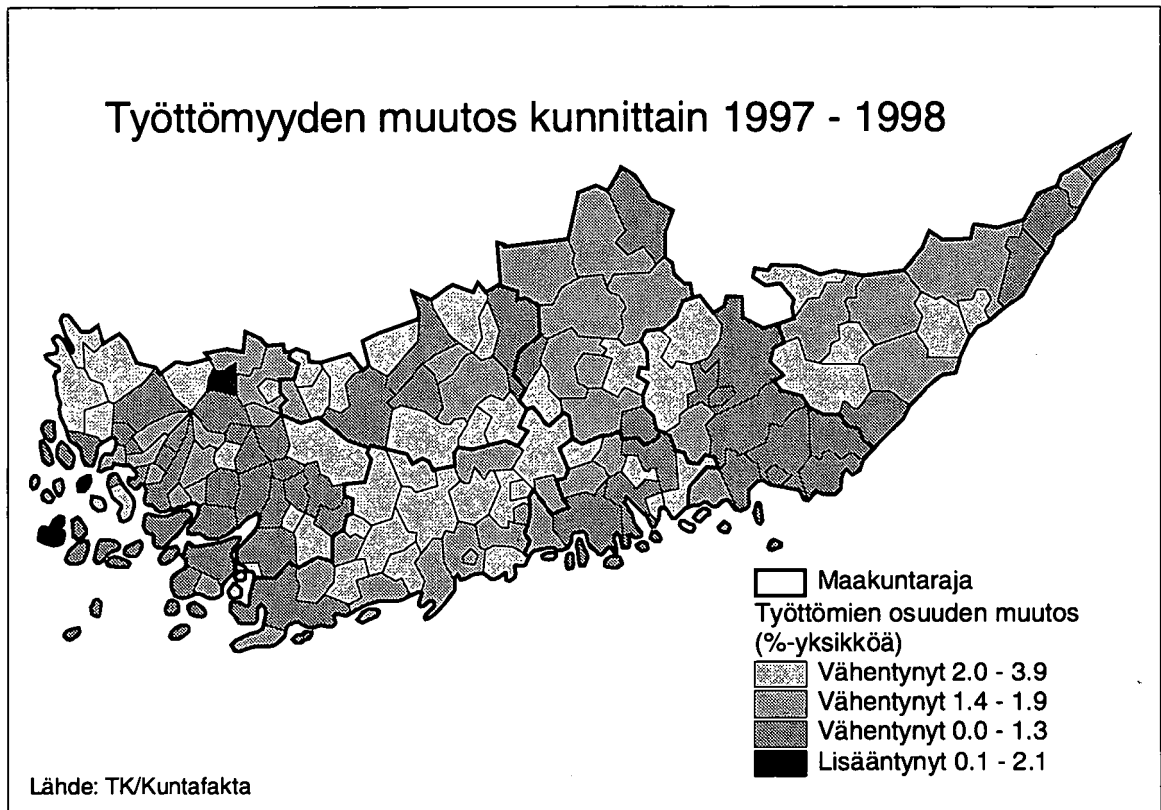 Työttömyyden muutos kunnittain 1997 - 1998
Maakuntaraja
Työttömien osuuden muutos
(%-yksikköä)
Vähentynyt 2.0 - 3.9
Vähentynyt 1.4 - 1.9
Vähentynyt 0.0 - 1.3
Lisääntynyt 0.1 - 2.1
Lähde: TK/Kuntafakta